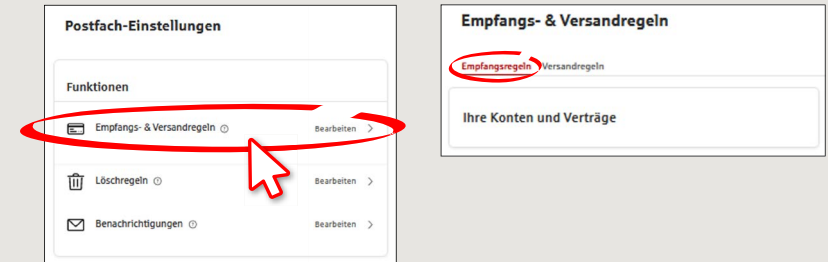 Postfach-Einstellungen
Funktionen
Empfangs- & Versandregeln
Bearbeiten
Löschregeln
Bearbeiten
Benachrichtigungen
Bearbeiten
Empfangs- & Versandregeln
Empfangsregeln Versandregeln
Ihre Konten und Verträge